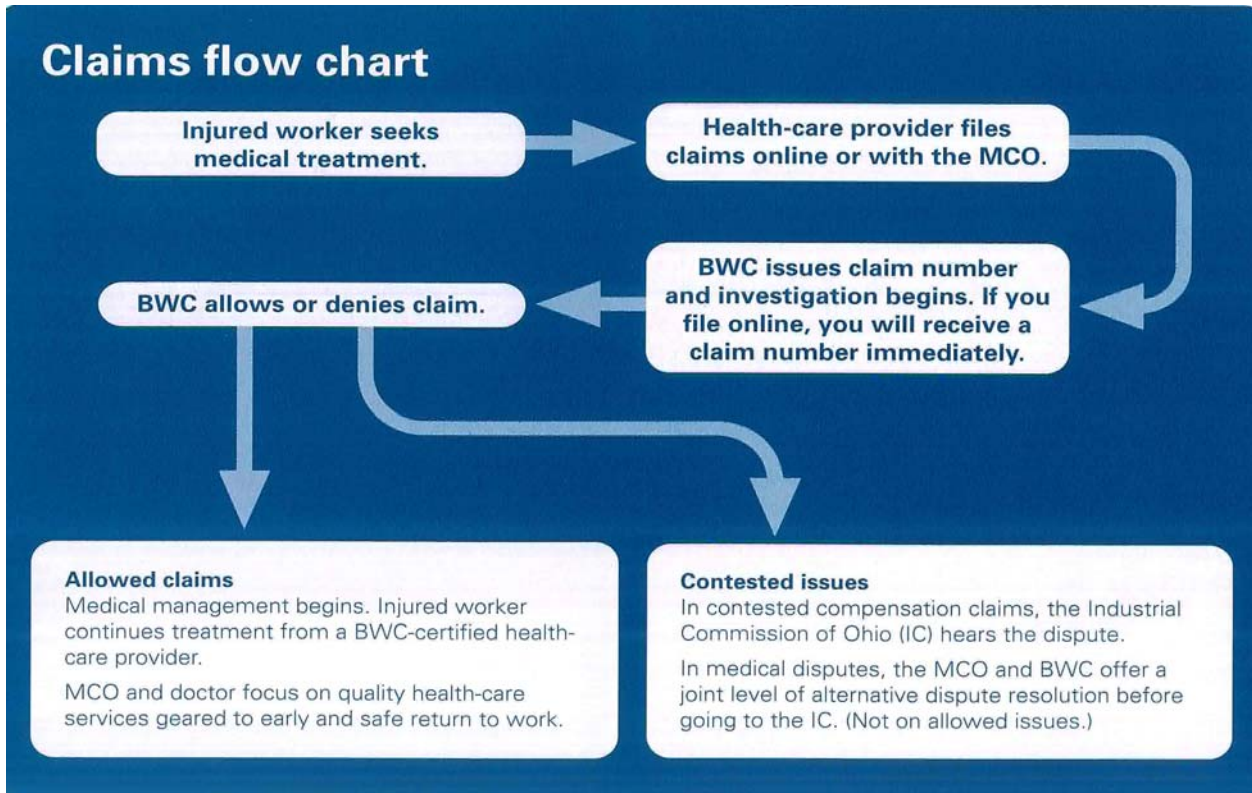 Claims flow chart
Injured worker seeks
medical treatment.
Health-care provider files
claims online or with the MCO.
BWC issues claim number
and investigation begins. If you
file online, you will receive a
claim number immediately.
BWC allows or denies claim.
Allowed claims
Medical management begins. Injured worker
continues treatment from a BWC-certified health-
care provider.
MCO and doctor focus on quality health-care
services geared to early and safe return to work.
Contested issues
In contested compensation claims, the Industrial
Commission of Ohio (IC) hears the dispute.
In medical disputes, the MCO and BWC offer a
joint level of alternative dispute resolution before
going to the IC. (Not on allowed issues.)